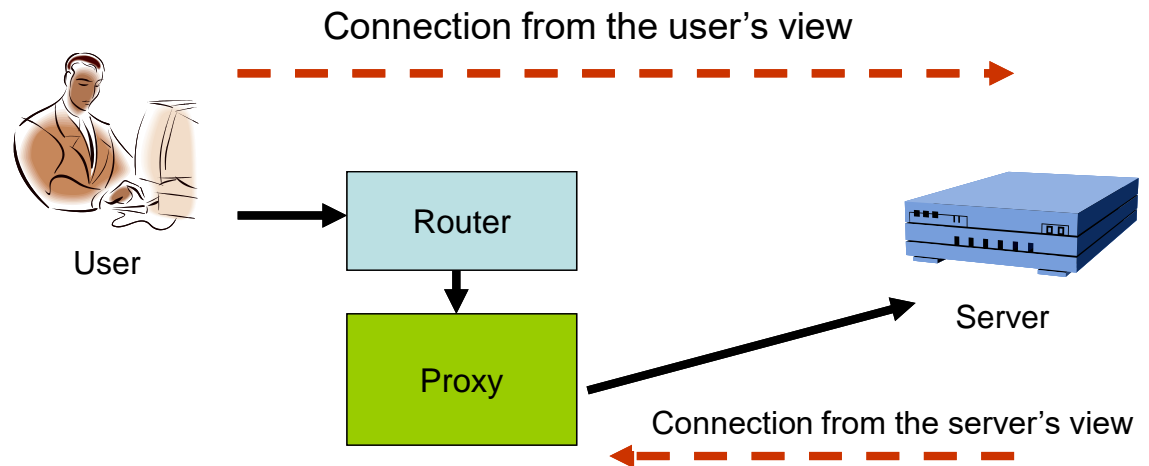 Connection from the user’s view
Router
User
Server
Proxy
Connection from the server’s view